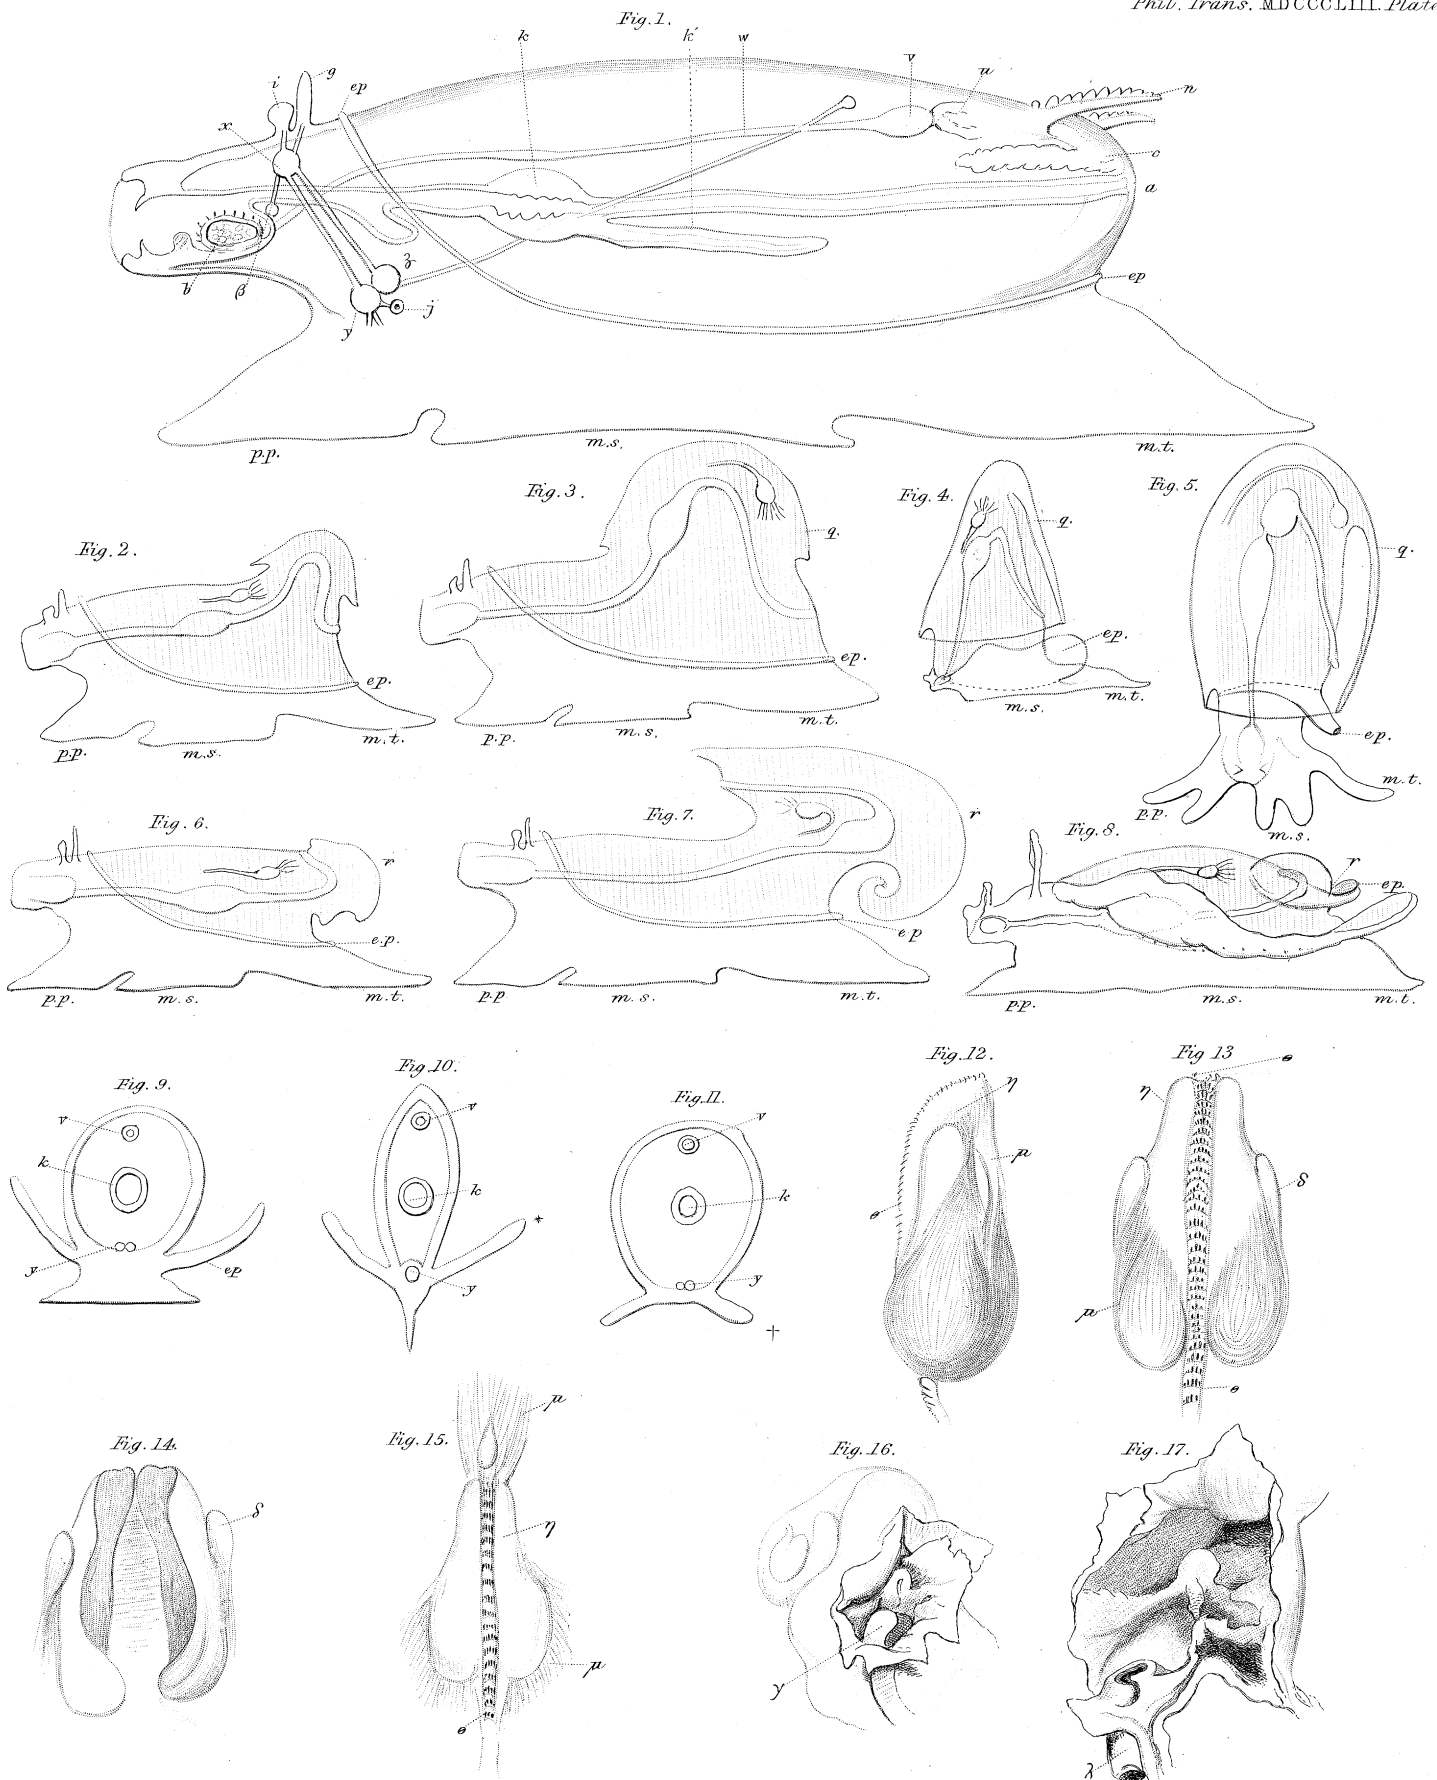 Phil. Trans. MDCCCLIII. Plate
Fig. 1.
k k' w v u n
i g ep
x
c
a
b β y z j
ep
p.p. m.s. m.t.
Fig. 2.
ep.
p.p. m.s. m.t.
Fig. 3.
q.
ep.
p.p. m.s. m.t.
Fig. 4.
q.
ep.
m.s. m.t.
Fig. 5.
q.
ep.
m.t.
p.p. m.s.
Fig. 6.
r
e.p.
p.p. m.s. m.t.
Fig. 7.
r
ep
p.p m.s. m.t.
Fig. 8.
r
ep.
p.p. m.s. m.t.
Fig. 9.
v
k
y ep
Fig. 10.
v
k
*
y
Fig. 11.
v
k
y
†
Fig. 12.
η
μ
θ
Fig 13
θ
η
δ
μ
θ
Fig. 14.
δ
Fig. 15.
μ
η
μ
θ
Fig. 16.
y
Fig. 17.
λ